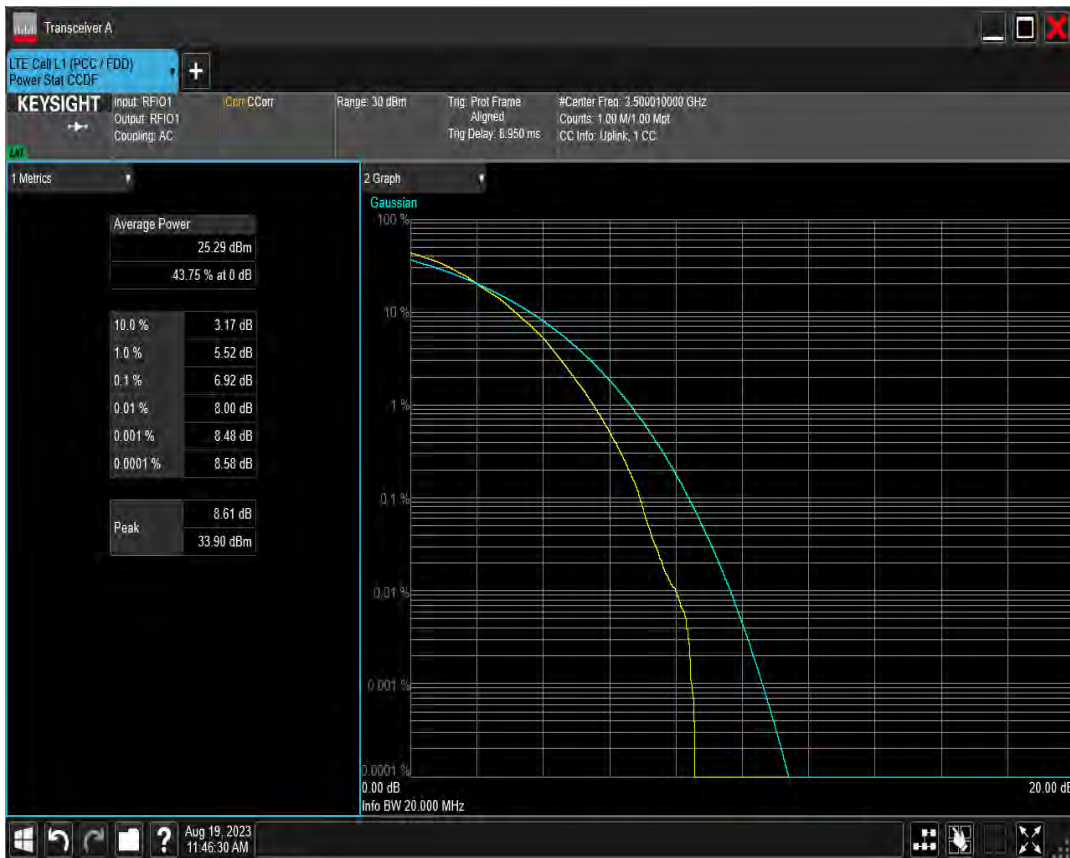 Transceiver A
LTE Cell L1 (PCC / FDD)
Power Stat CCDF
+
KEYSIGHT
Input: RFIO1
Output: RFIO1
Coupling: AC
Corr CCorr
Range: 30 dBm
Trig: Prot Frame
Aligned
Trig Delay: 8.950 ms
#Center Freq: 3.500010000 GHz
Counts: 1.00 M/1.00 Mpt
CC Info: Uplink, 1 CC
1 Metrics
Average Power
25.29 dBm
43.75 % at 0 dB
10.0 % 3.17 dB
1.0 % 5.52 dB
0.1 % 6.92 dB
0.01 % 8.00 dB
0.001 % 8.48 dB
0.0001 % 8.58 dB
Peak 8.61 dB
33.90 dBm
2 Graph
Gaussian
100 %
10 %
1 %
0.1 %
0.01 %
0.001 %
0.0001 %
0.00 dB 20.00 dB
Info BW 20.000 MHz
?
Aug 19, 2023
11:46:30 AM